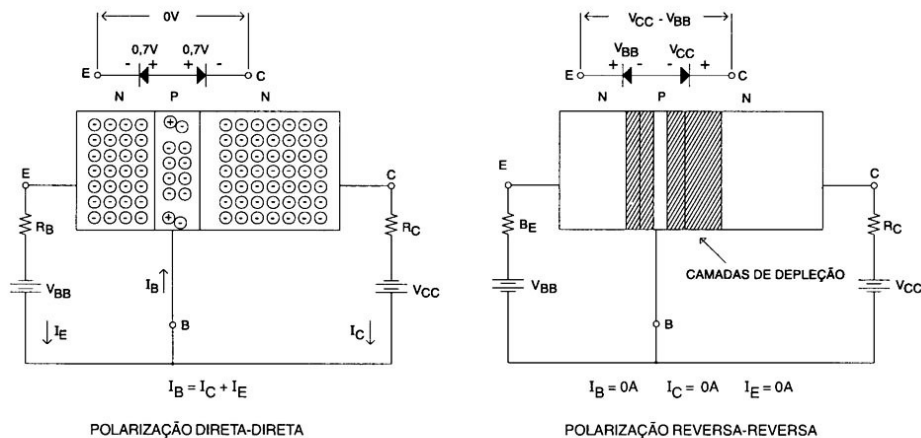 0V
0,7V 0,7V
- + + -
E C
N P N
E C
R_B R_C
V_BB I_B V_CC
I_E B I_C
I_B = I_C + I_E
POLARIZAÇÃO DIRETA-DIRETA
V_CC - V_BB
V_BB V_CC
+ - - +
E C
N P N
E C
B_E R_C
CAMADAS DE DEPLEÇÃO
V_BB V_CC
B
I_B = 0A I_C = 0A I_E = 0A
POLARIZAÇÃO REVERSA-REVERSA